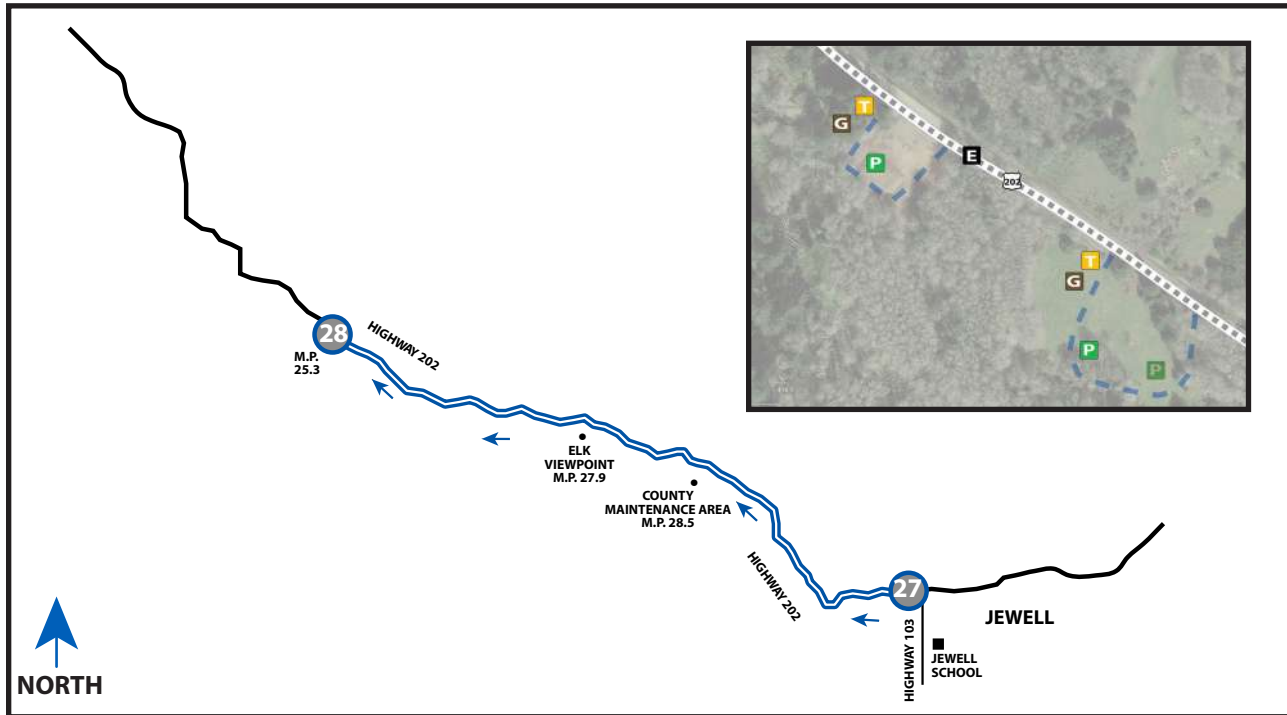 T
G
P
E
202
T
G
P
P
28
M.P.
25.3
HIGHWAY 202
ELK
VIEWPOINT
M.P. 27.9
COUNTY
MAINTENANCE AREA
M.P. 28.5
HIGHWAY 202
27
JEWELL
HIGHWAY 103
JEWELL
SCHOOL
NORTH